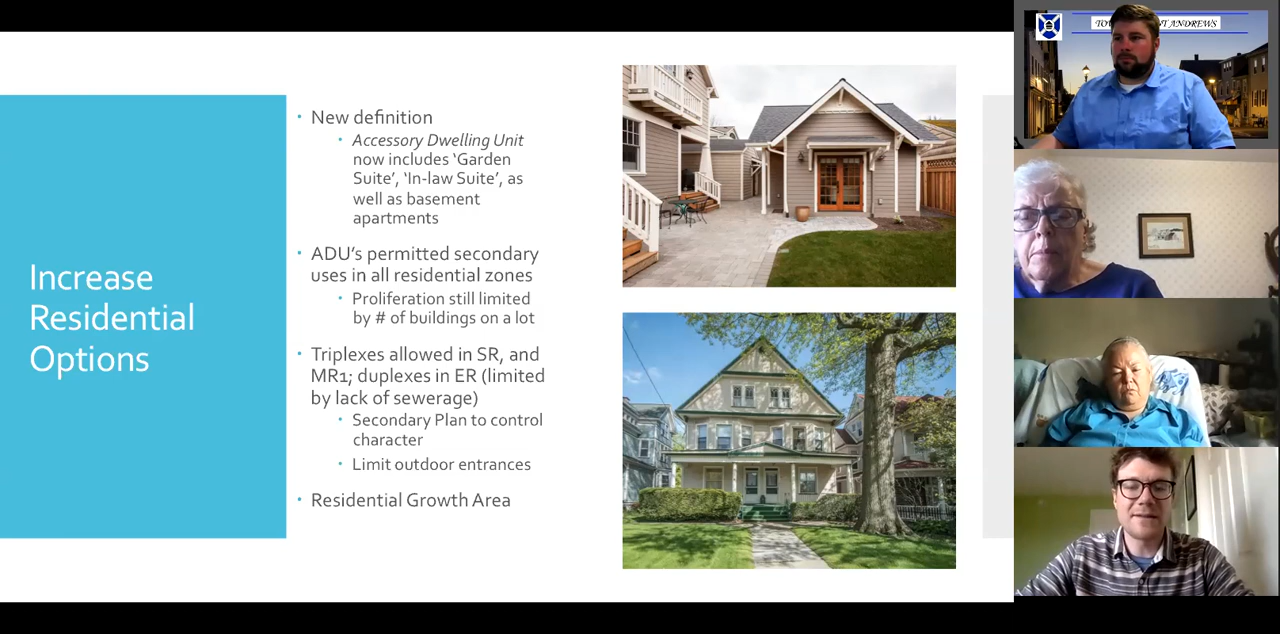 Increase
Residential
Options
New definition
Accessory Dwelling Unit
now includes ‘Garden
Suite’, ‘In-law Suite’, as
well as basement
apartments
ADU’s permitted secondary
uses in all residential zones
Proliferation still limited
by # of buildings on a lot
Triplexes allowed in SR, and
MR1; duplexes in ER (limited
by lack of sewerage)
Secondary Plan to control
character
Limit outdoor entrances
Residential Growth Area
ANDREWS